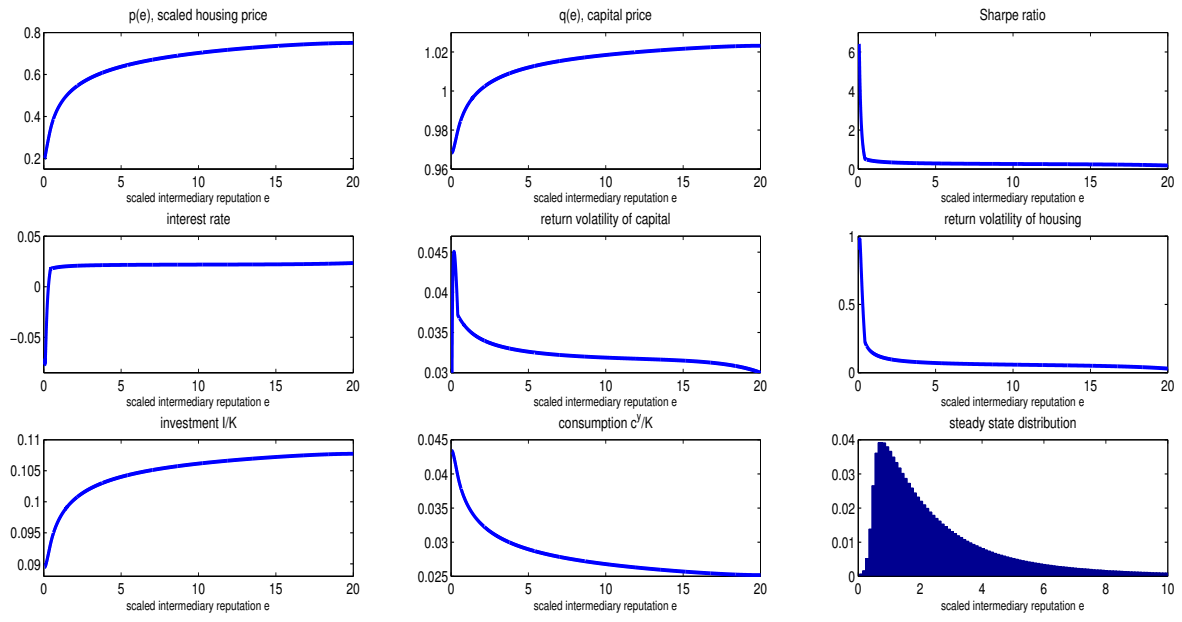 p(e), scaled housing price
0.8
0.6
0.4
0.2
0 5 10 15 20
scaled intermediary reputation e
q(e), capital price
1.02
1
0.98
0.96
0 5 10 15 20
scaled intermediary reputation e
Sharpe ratio
6
4
2
0
0 5 10 15 20
scaled intermediary reputation e
interest rate
0.05
0
−0.05
0 5 10 15 20
scaled intermediary reputation e
return volatility of capital
0.045
0.04
0.035
0.03
0 5 10 15 20
scaled intermediary reputation e
return volatility of housing
1
0.5
0
0 5 10 15 20
scaled intermediary reputation e
investment I/K
0.11
0.105
0.1
0.095
0.09
0 5 10 15 20
scaled intermediary reputation e
consumption c^y/K
0.045
0.04
0.035
0.03
0.025
0 5 10 15 20
scaled intermediary reputation e
steady state distribution
0.04
0.03
0.02
0.01
0
0 2 4 6 8 10
scaled intermediary reputation e